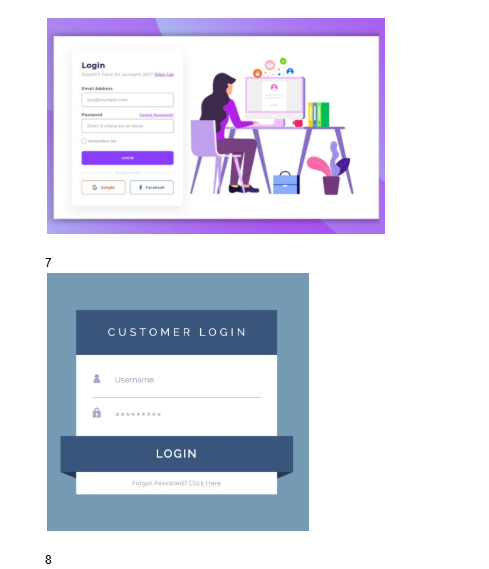 Login
Doesn't have an account yet? Sign Up
Email Address
you@example.com
Password Forgot Password?
Enter 6 character or more
Remember me
LOGIN
or login with
Google Facebook
7
CUSTOMER LOGIN
Username
*********
LOGIN
Forgot Password? Click Here
8